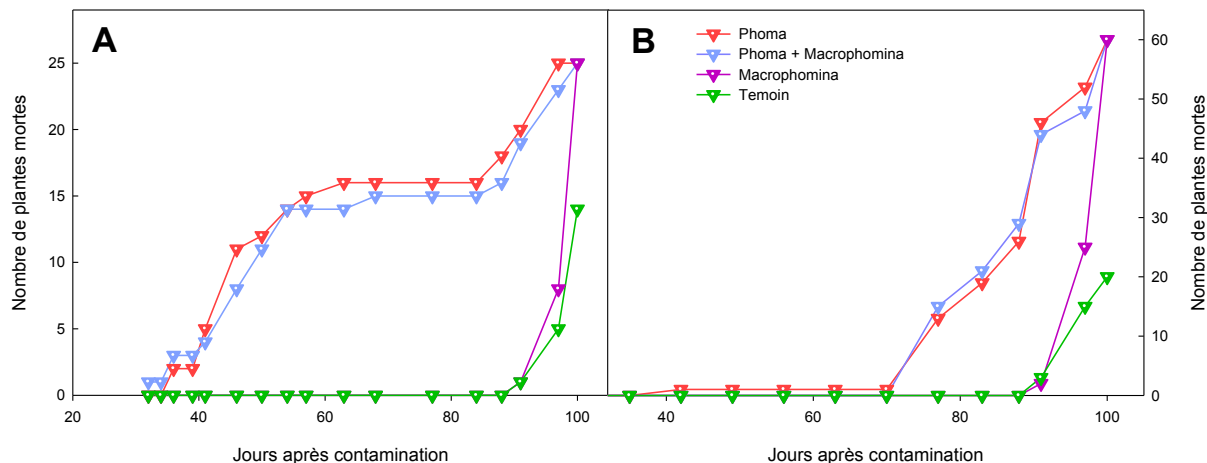 A
B
Phoma
Phoma + Macrophomina
Macrophomina
Temoin
Nombre de plantes mortes
25
20
15
10
5
0
20
40
60
80
100
Jours après contamination
40
60
80
100
Jours après contamination
60
50
40
30
20
10
0
Nombre de plantes mortes